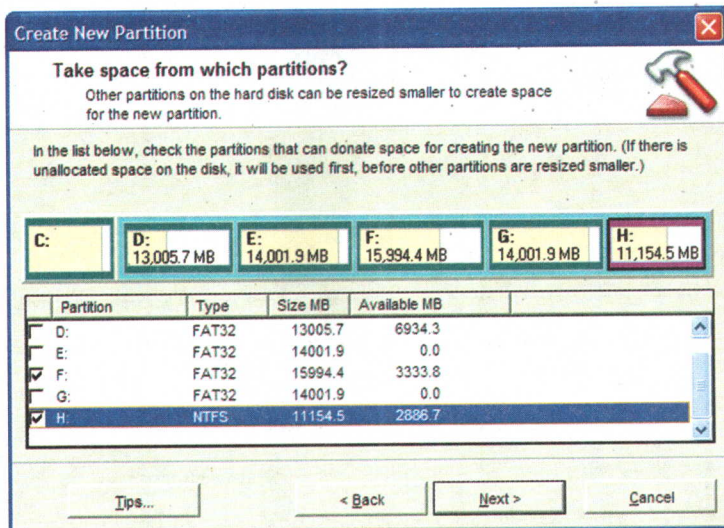 Create New Partition
Take space from which partitions?
Other partitions on the hard disk can be resized smaller to create space
for the new partition.
In the list below, check the partitions that can donate space for creating the new partition. (If there is
unallocated space on the disk, it will be used first, before other partitions are resized smaller.)
C: D: E: F: G: H:
13,005.7 MB 14,001.9 MB 15,994.4 MB 14,001.9 MB 11,154.5 MB
Partition Type Size MB Available MB
D: FAT32 13005.7 6934.3
E: FAT32 14001.9 0.0
F: FAT32 15994.4 3333.8
G: FAT32 14001.9 0.0
H: NTFS 11154.5 2886.7
Tips... < Back Next > Cancel